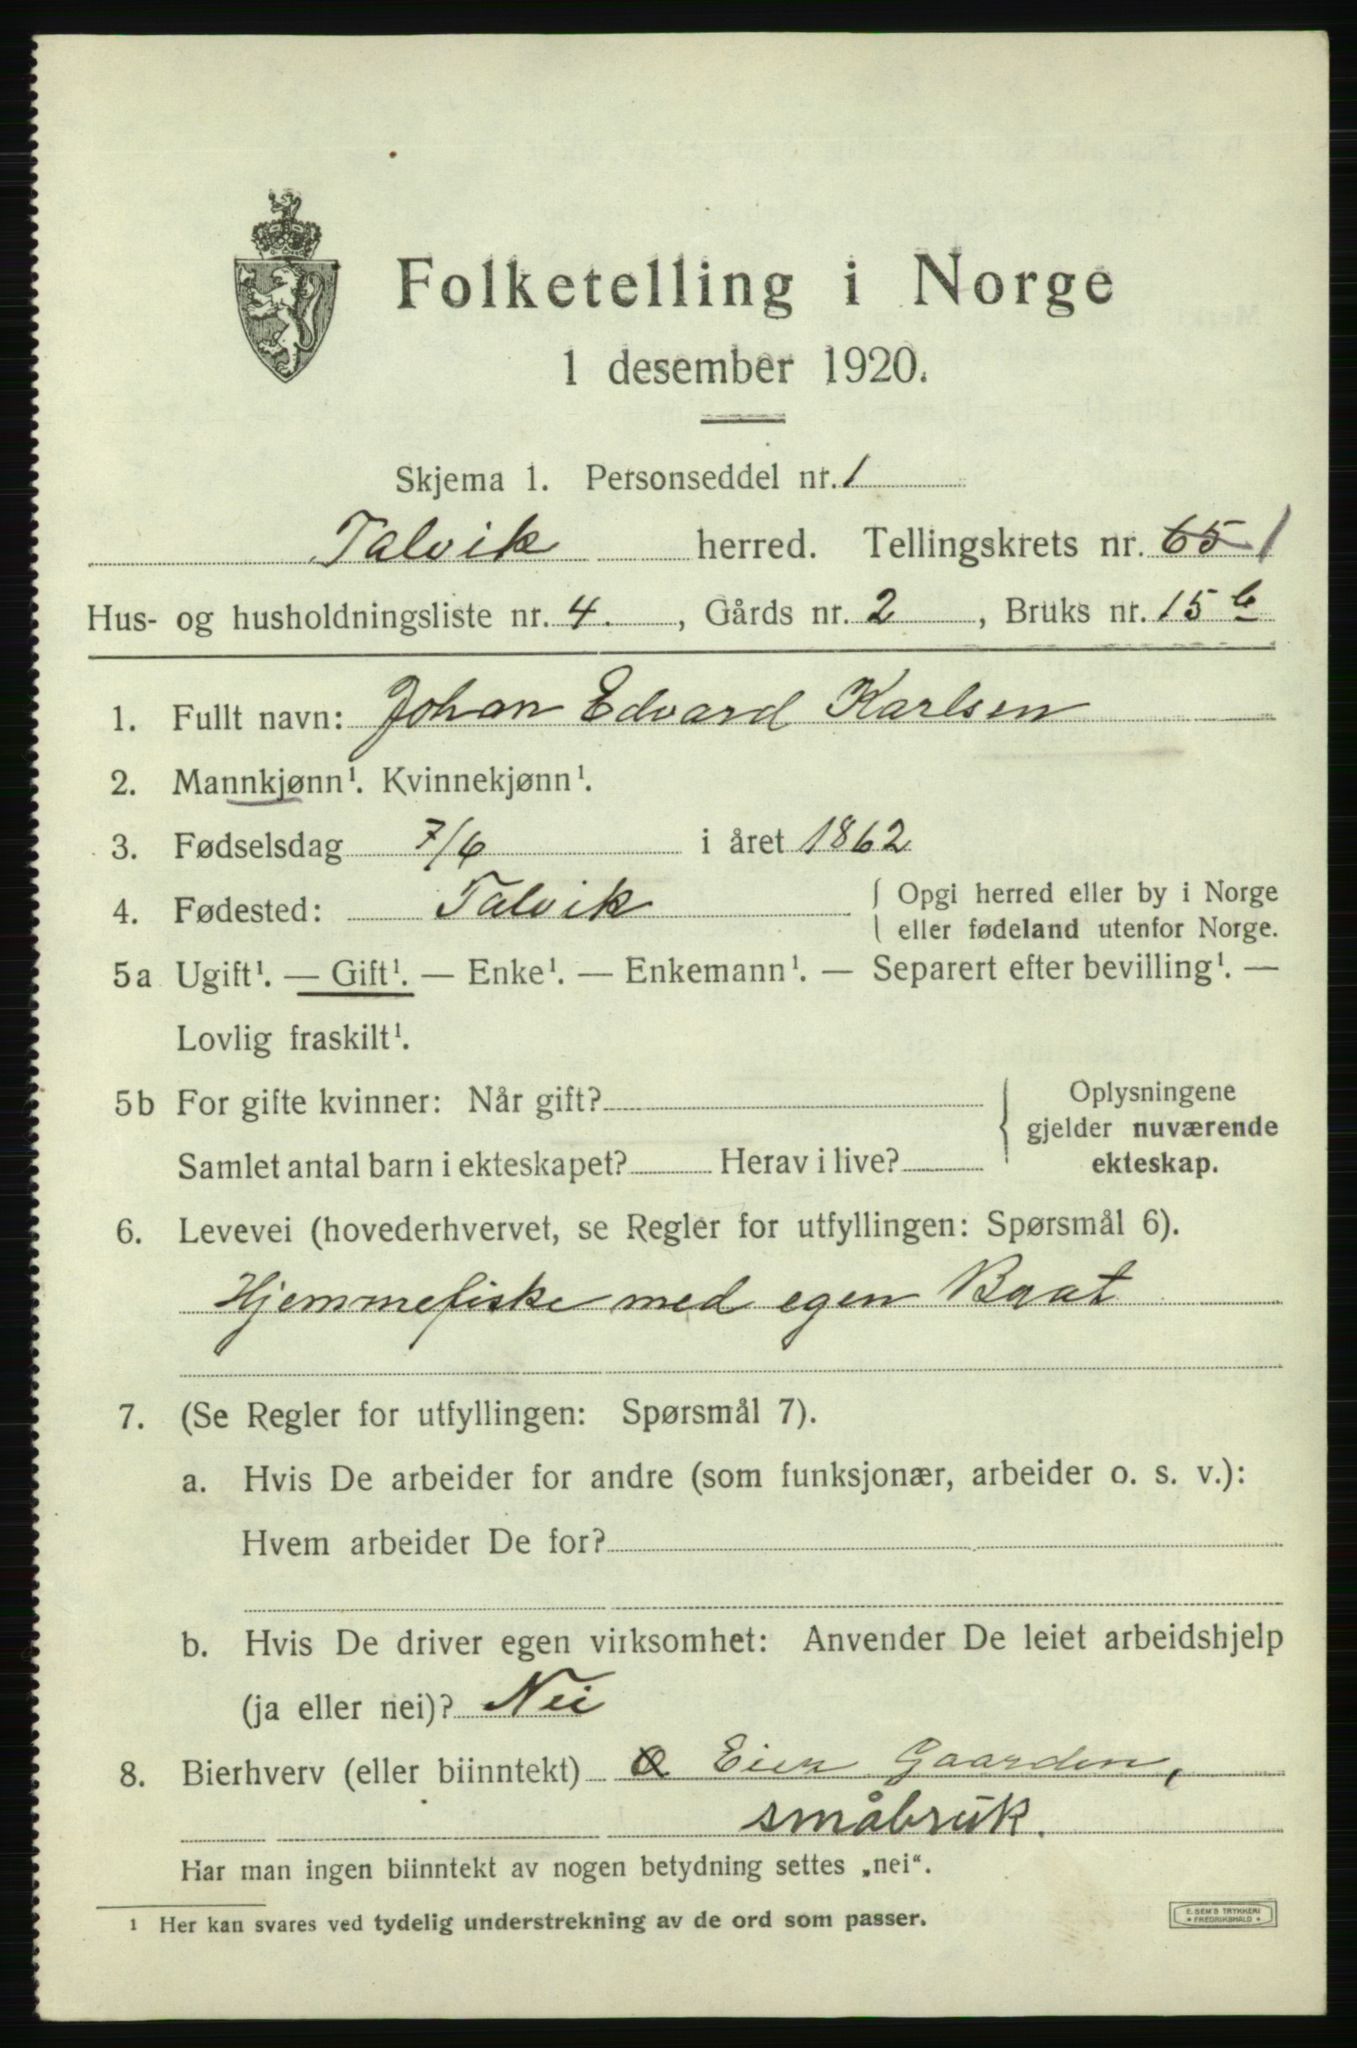 Folketelling i Norge
1 desember 1920.
Skjema 1. Personseddel nr. 1
Talvik herred. Tellingskrets nr. 65 1
Hus- og husholdningsliste nr. 4. , Gårds nr. 2 , Bruks nr. 15 b
1. Fullt navn: Johan Edvard Karlsen
2. Mannkjønn¹. Kvinnekjønn¹.
3. Fødselsdag 7/6 i året 1862
4. Fødested: Talvik { Opgi herred eller by i Norge
eller fødeland utenfor Norge.
5a Ugift¹. — Gift¹. — Enke¹. — Enkemann¹. — Separert efter bevilling¹. —
Lovlig fraskilt¹.
5b For gifte kvinner: Når gift? { Oplysningene
gjelder nuværende
Samlet antal barn i ekteskapet? Herav i live? ekteskap.
6. Levevei (hovederhvervet, se Regler for utfyllingen: Spørsmål 6).
Hjemmefiske med egen Baat
7. (Se Regler for utfyllingen: Spørsmål 7).
a. Hvis De arbeider for andre (som funksjonær, arbeider o. s. v.):
Hvem arbeider De for?
b. Hvis De driver egen virksomhet: Anvender De leiet arbeidshjelp
(ja eller nei)? Nei
8. Bierhverv (eller biinntekt) Eier Gaarden,
småbruk.
Har man ingen biinntekt av nogen betydning settes „nei".
¹ Her kan svares ved tydelig understrekning av de ord som passer.
E. SEM'S TRYKKERI
* FREDRIKSHALD *